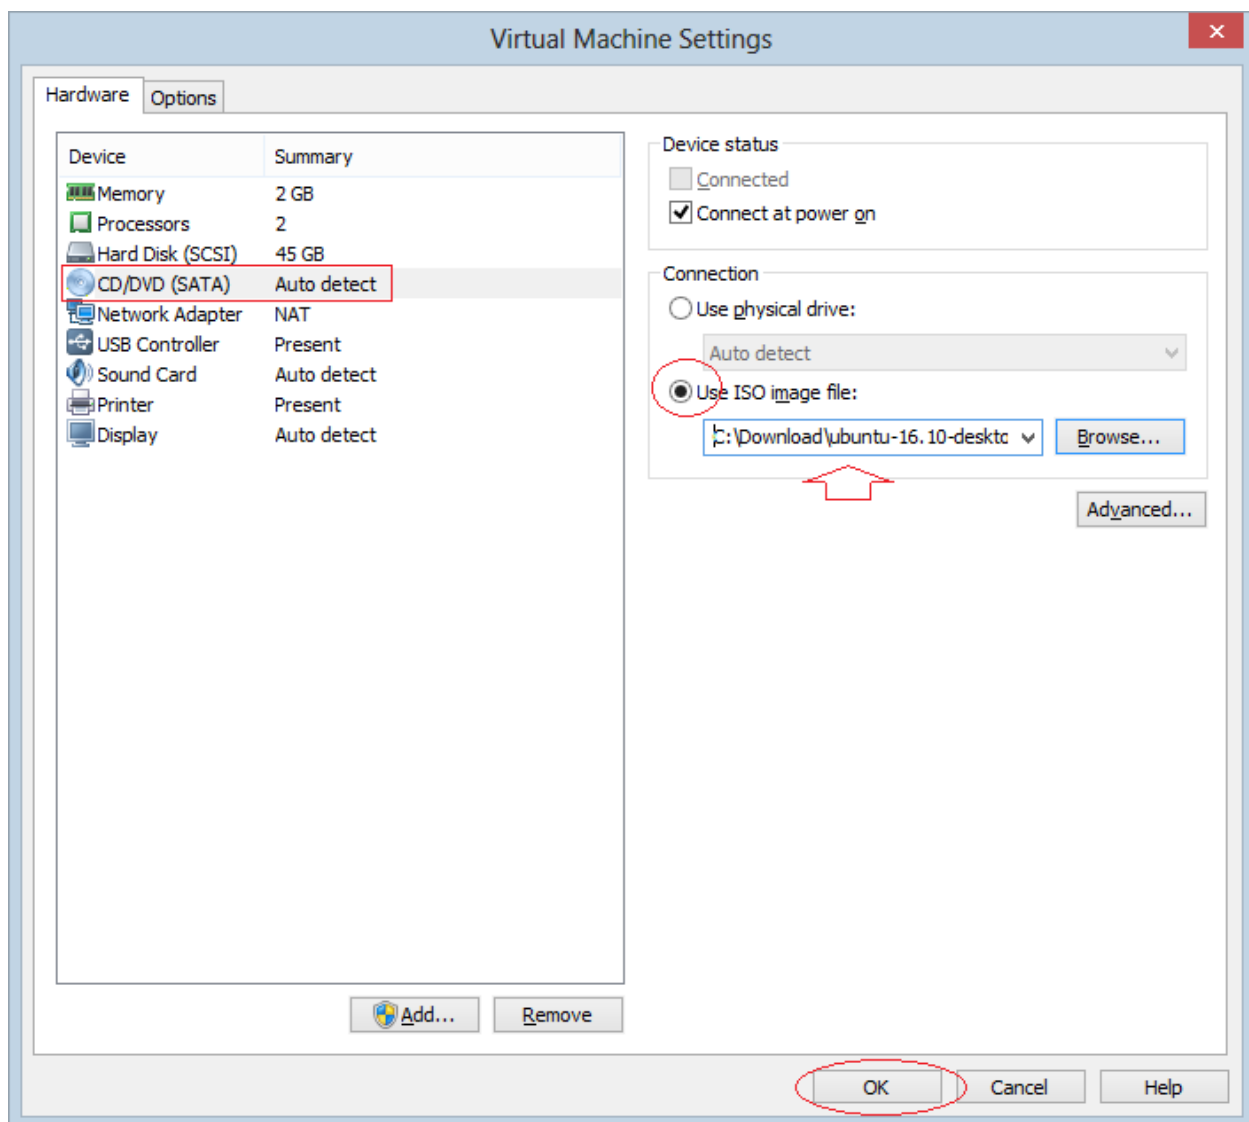 Virtual Machine Settings
Hardware Options
Device Summary
Memory 2 GB
Processors 2
Hard Disk (SCSI) 45 GB
CD/DVD (SATA) Auto detect
Network Adapter NAT
USB Controller Present
Sound Card Auto detect
Printer Present
Display Auto detect
Add... Remove
Device status
Connected
Connect at power on
Connection
Use physical drive:
Auto detect
Use ISO image file:
C:\Download\ubuntu-16.10-deskto Browse...
Advanced...
OK Cancel Help